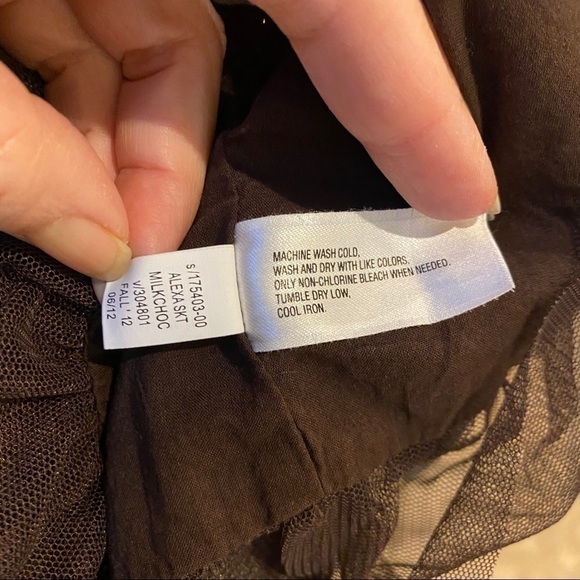 s/175403-00
ALEXASKT
MILKCHOC
v/304801
FALL' 12
06/12
MACHINE WASH COLD,
WASH AND DRY WITH LIKE COLORS.
ONLY NON-CHLORINE BLEACH WHEN NEEDED.
TUMBLE DRY LOW,
COOL IRON.